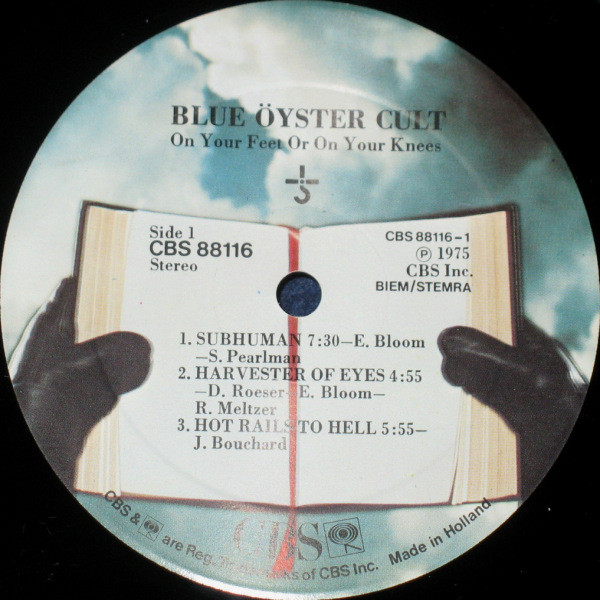 BLUE ÖYSTER CULT
On Your Feet Or On Your Knees
Side 1
CBS 88116
Stereo
CBS 88116-1
Ⓟ 1975
CBS Inc.
BIEM/STEMRA
1. SUBHUMAN 7:30—E. Bloom
—S. Pearlman
2. HARVESTER OF EYES 4:55
—D. Roeser—E. Bloom—
R. Meltzer
3. HOT RAILS TO HELL 5:55—
J. Bouchard
CBS
CBS & are Reg. of CBS Inc. Made in Holland